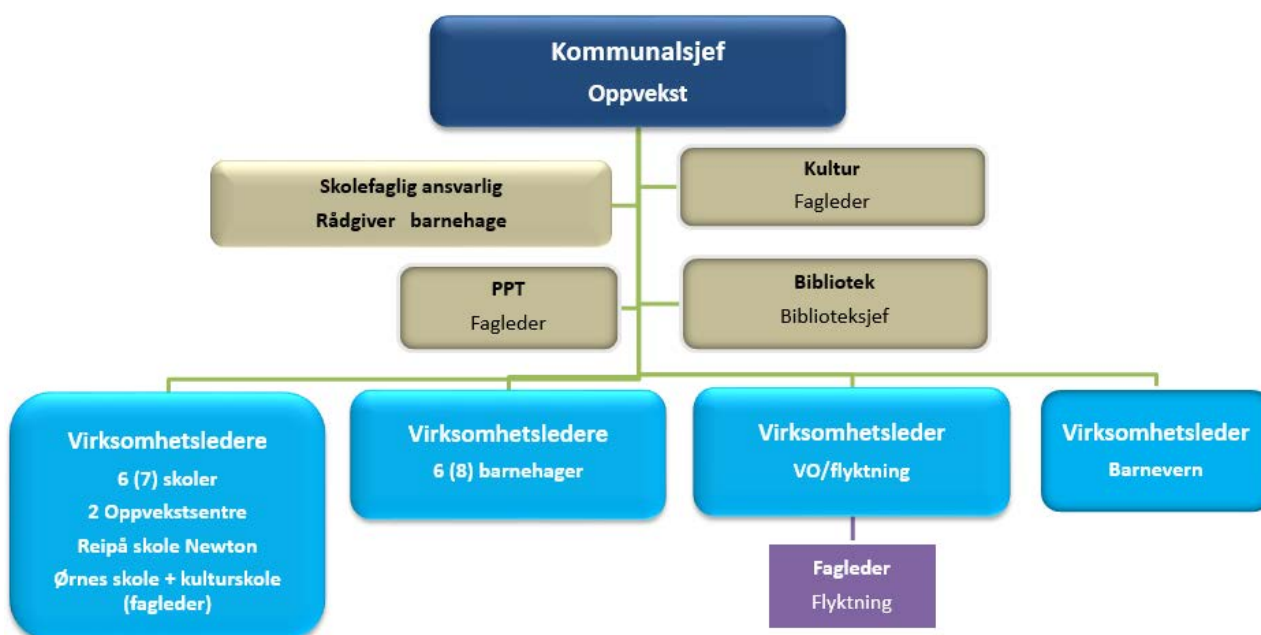 Kommunalsjef
Oppvekst
Skolefaglig ansvarlig
Rådgiver barnehage
Kultur
Fagleder
PPT
Fagleder
Bibliotek
Biblioteksjef
Virksomhetsledere
6 (7) skoler
2 Oppvekstsentre
Reipå skole Newton
Ørnes skole + kulturskole
(fagleder)
Virksomhetsledere
6 (8) barnehager
Virksomhetsleder
VO/flyktning
Fagleder
Flyktning
Virksomhetsleder
Barnevern